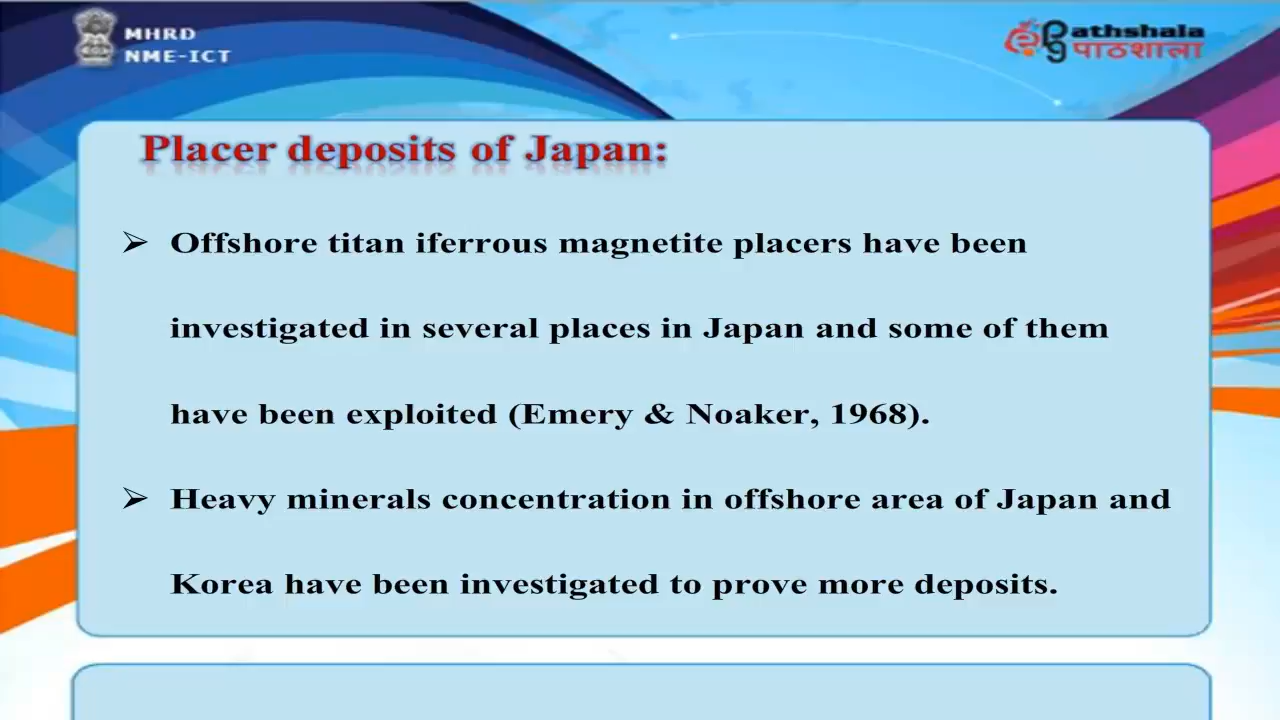 MHRD
NME-ICT
athshala
पाठशाला
Placer deposits of Japan:
➢ Offshore titan iferrous magnetite placers have been
investigated in several places in Japan and some of them
have been exploited (Emery & Noaker, 1968).
➢ Heavy minerals concentration in offshore area of Japan and
Korea have been investigated to prove more deposits.